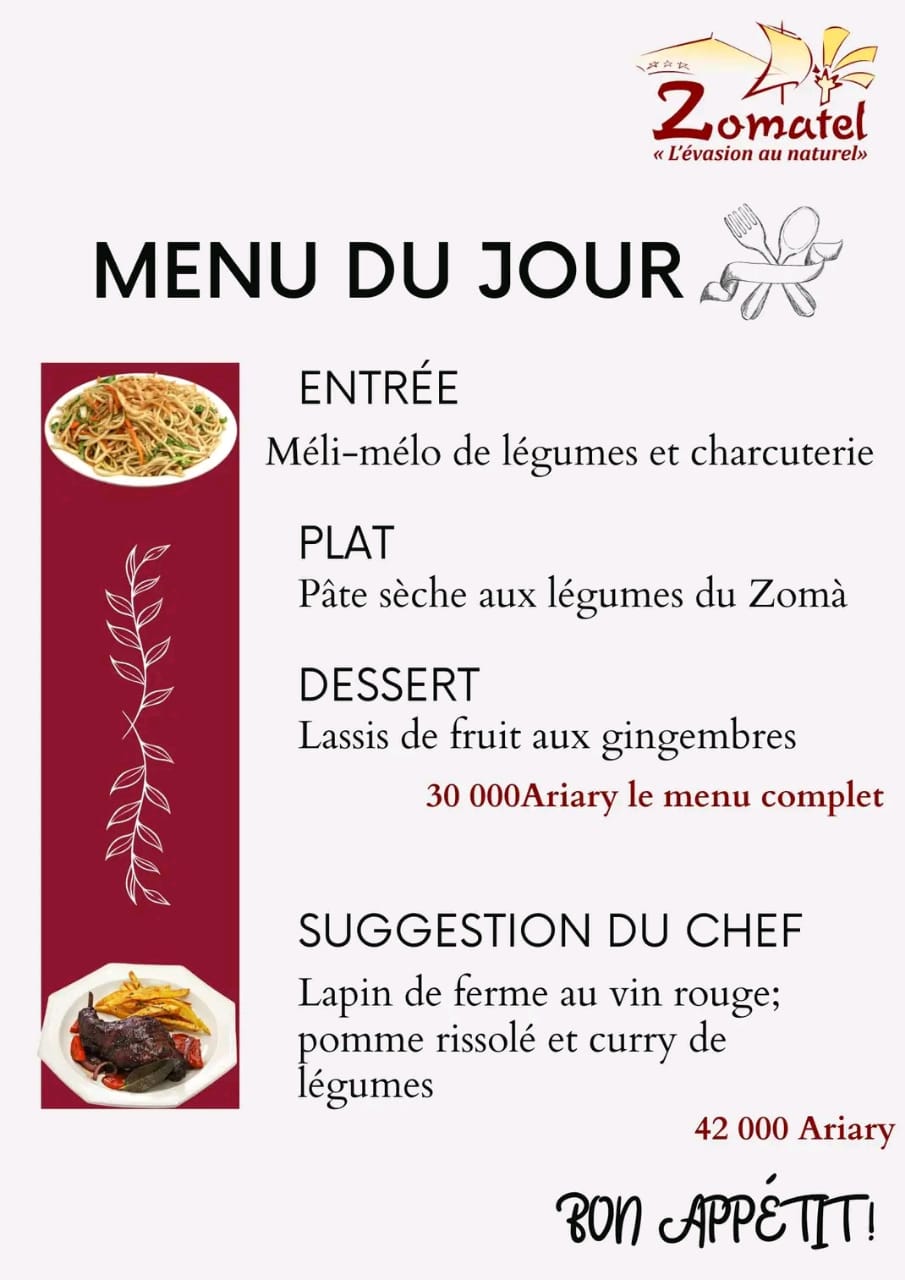 Zomatel
« L'évasion au naturel»
MENU DU JOUR
ENTRÉE
Méli-mélo de légumes et charcuterie
PLAT
Pâte sèche aux légumes du Zomà
DESSERT
Lassis de fruit aux gingembres
30 000Ariary le menu complet
SUGGESTION DU CHEF
Lapin de ferme au vin rouge;
pomme rissolé et curry de
légumes
42 000 Ariary
BON APPÉTIT!